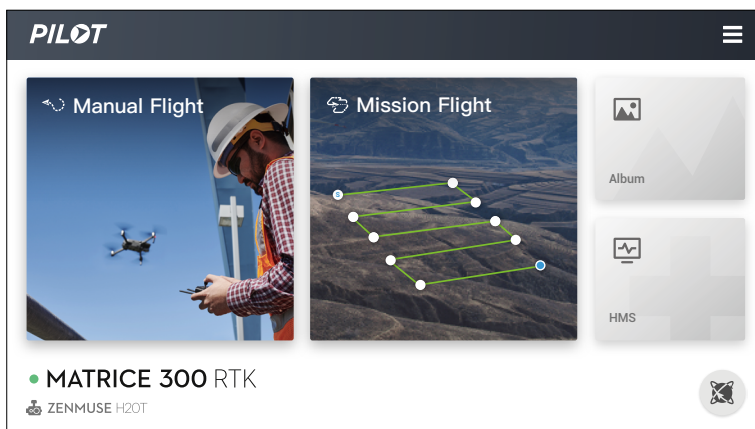 PILOT
Manual Flight
Mission Flight
S
Album
HMS
MATRICE 300 RTK
ZENMUSE H20T